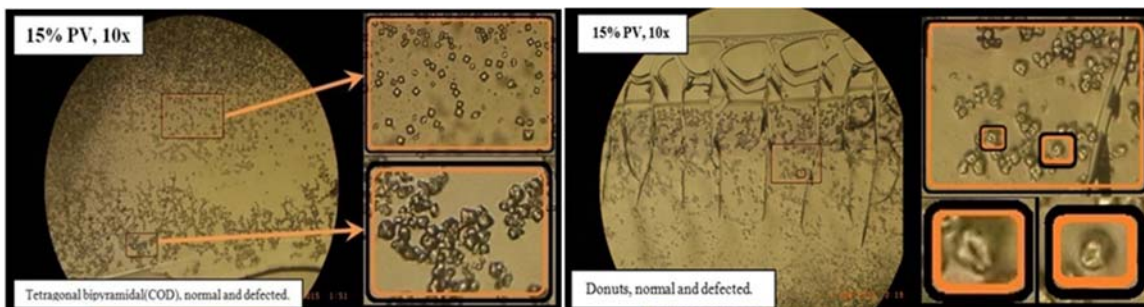 15% PV, 10x
Tetragonal bipyramidal(COD), normal and defected.
15% PV, 10x
Donuts, normal and defected.